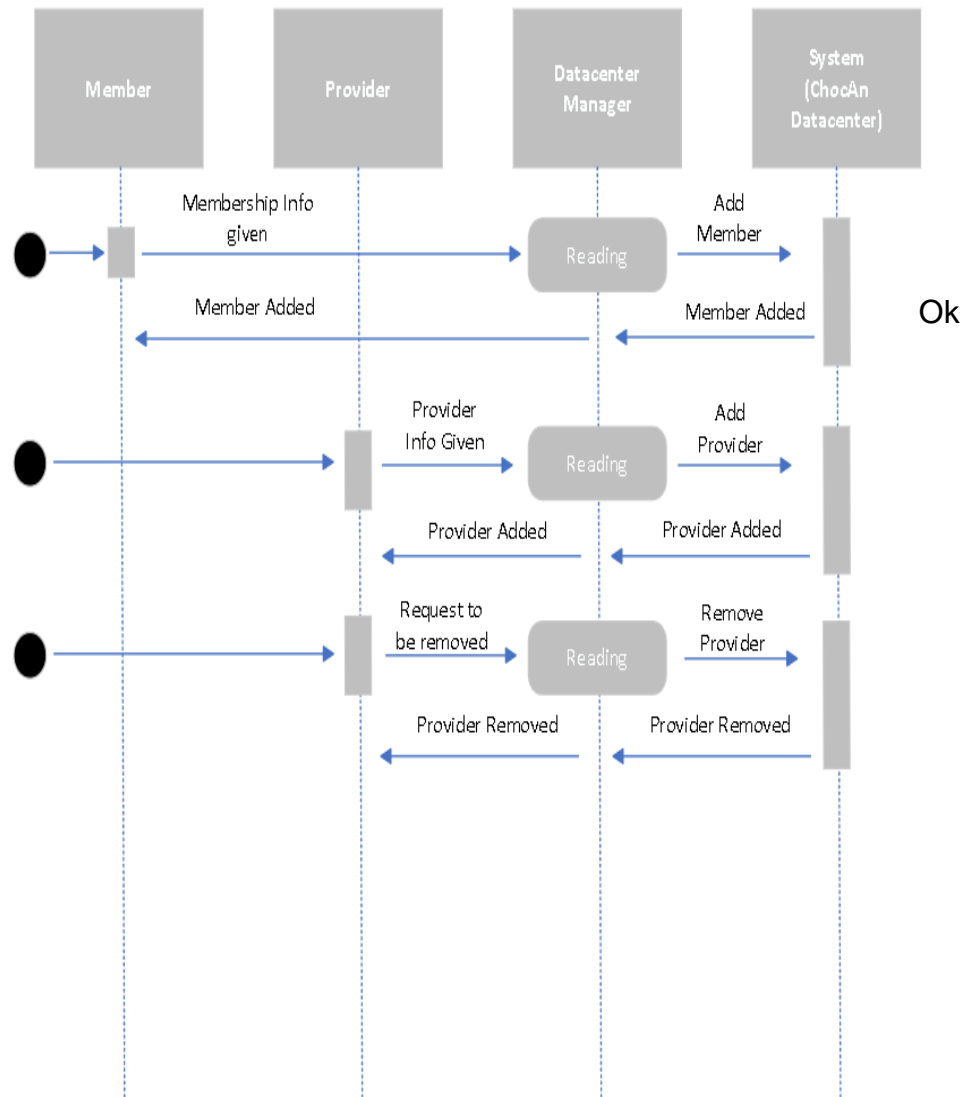 Member
Provider
Datacenter
Manager
System
(ChocAn
Datacenter)
Membership Info
given
Reading
Add
Member
Member Added
Member Added
Ok
Provider
Info Given
Reading
Add
Provider
Provider Added
Provider Added
Request to
be removed
Reading
Remove
Provider
Provider Removed
Provider Removed